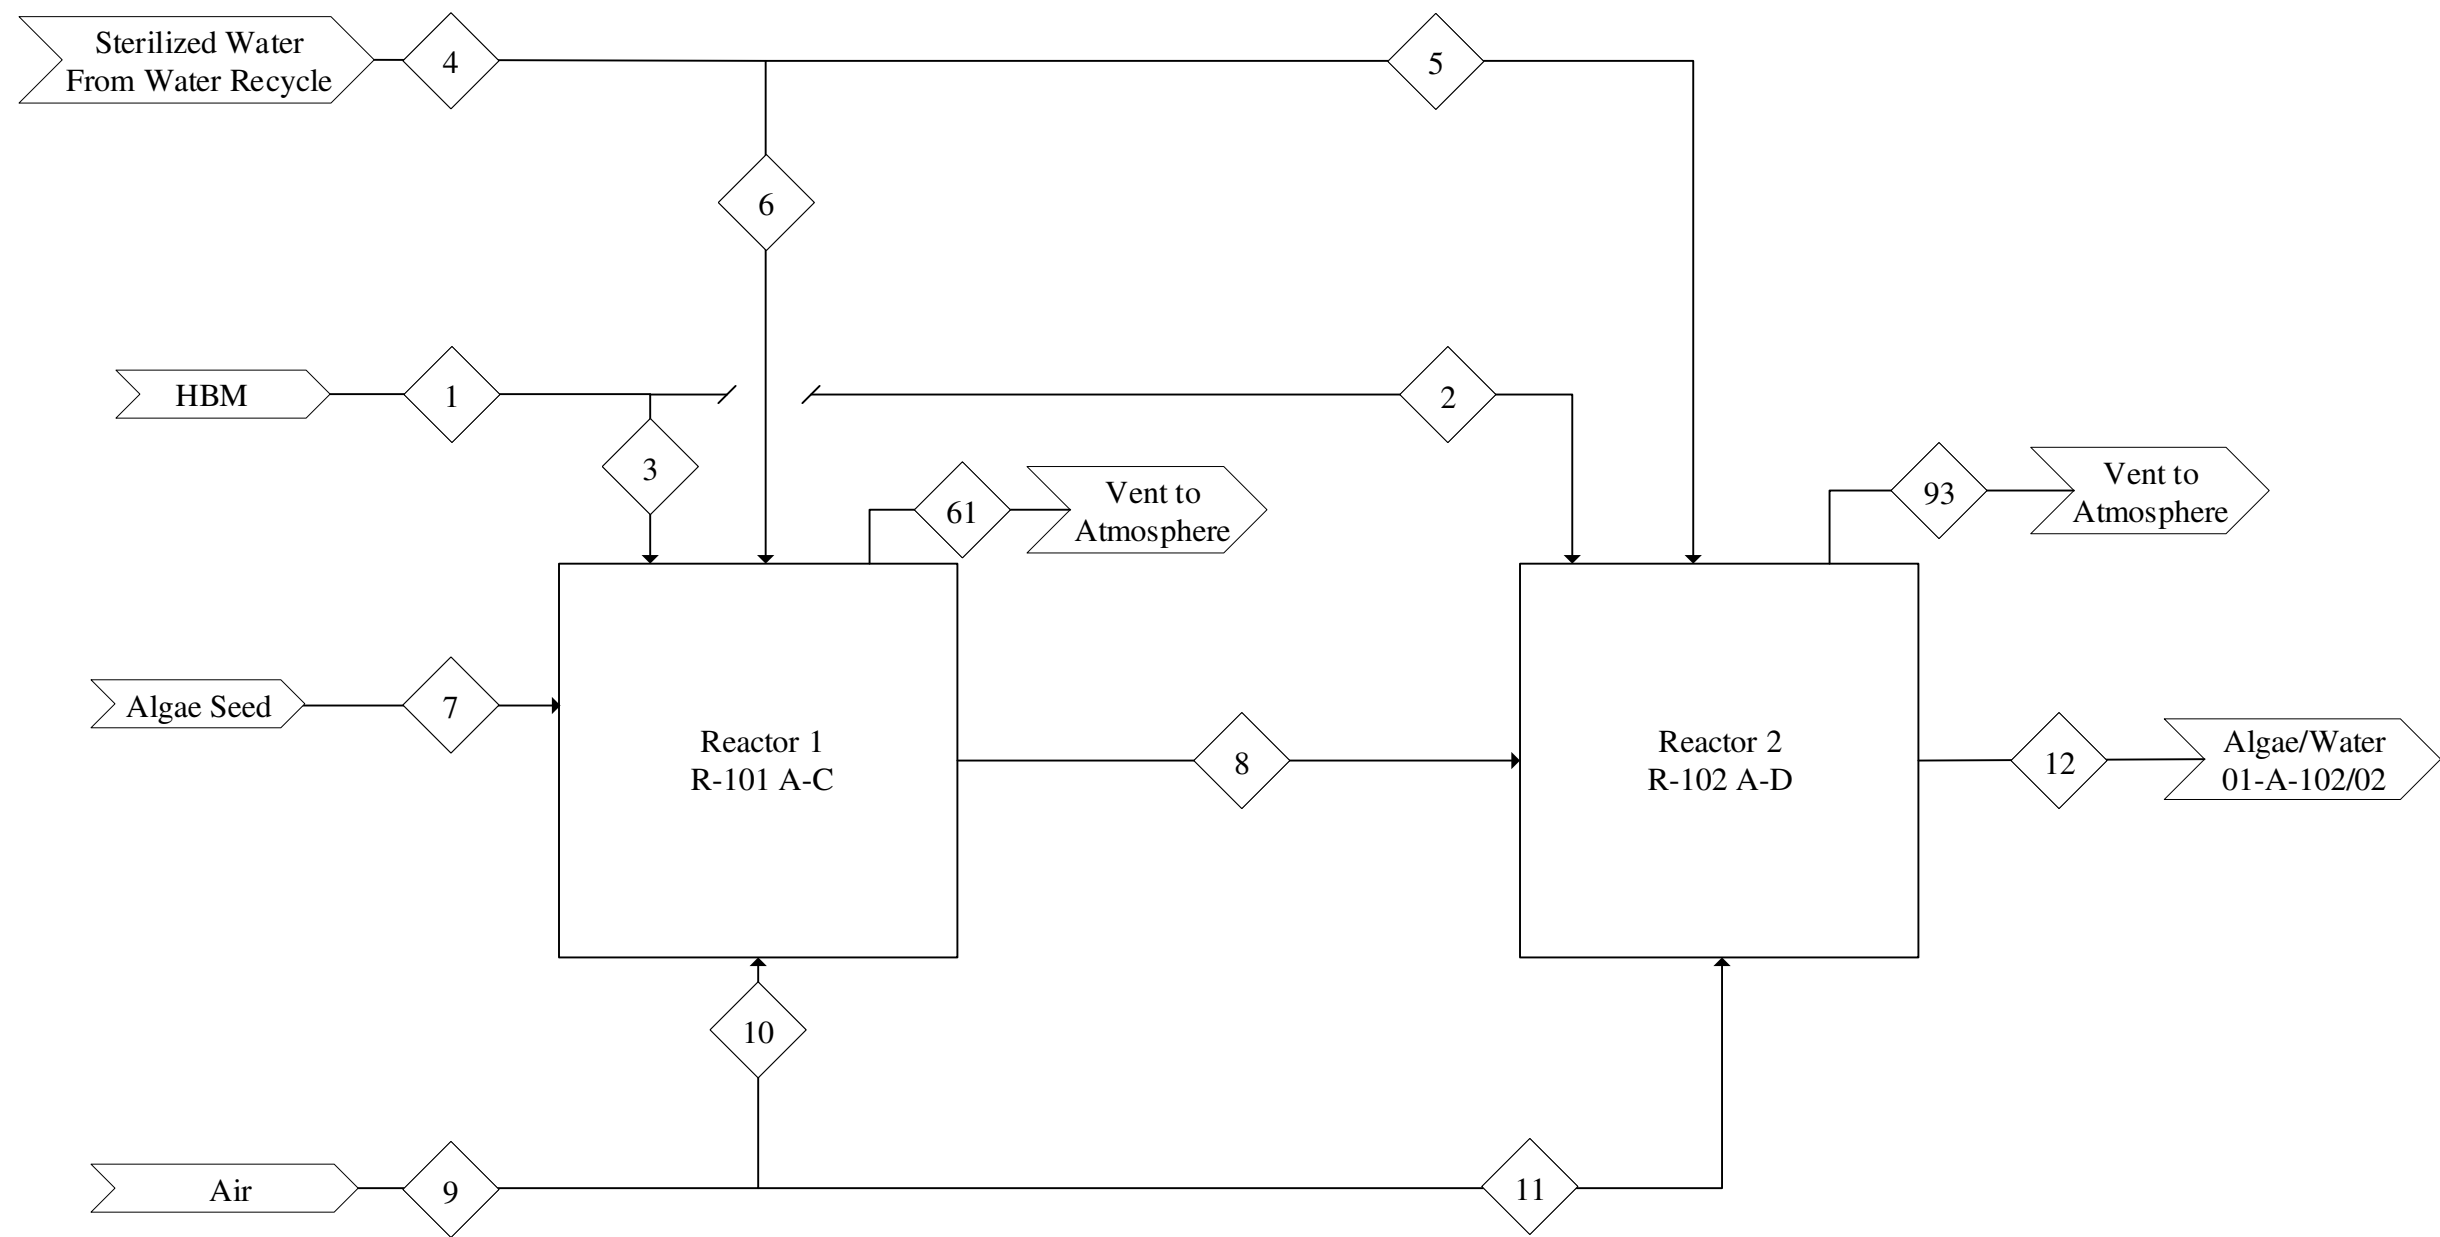 Sterilized Water
From Water Recycle
4
5
6
HBM
1
2
3
61
Vent to
Atmosphere
93
Vent to
Atmosphere
Algae Seed
7
Reactor 1
R-101 A-C
8
Reactor 2
R-102 A-D
12
Algae/Water
01-A-102/02
10
Air
9
11